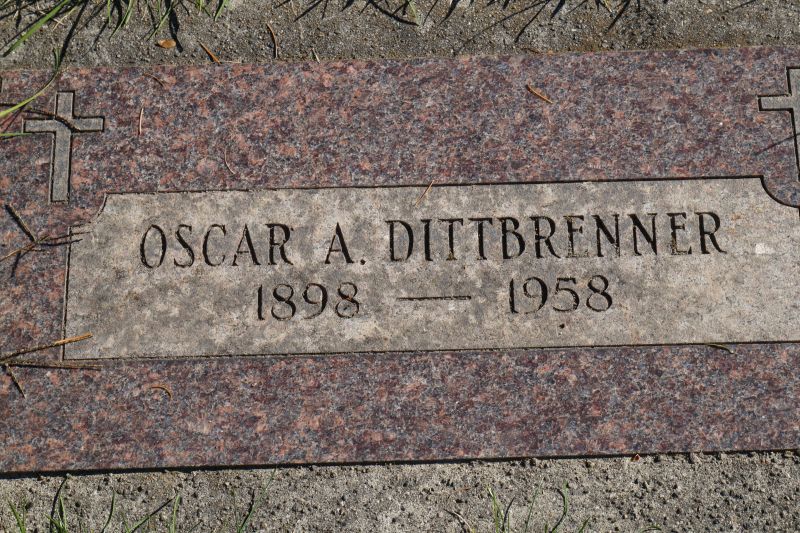 OSCAR A. DITTBRENNER
1898 — 1958